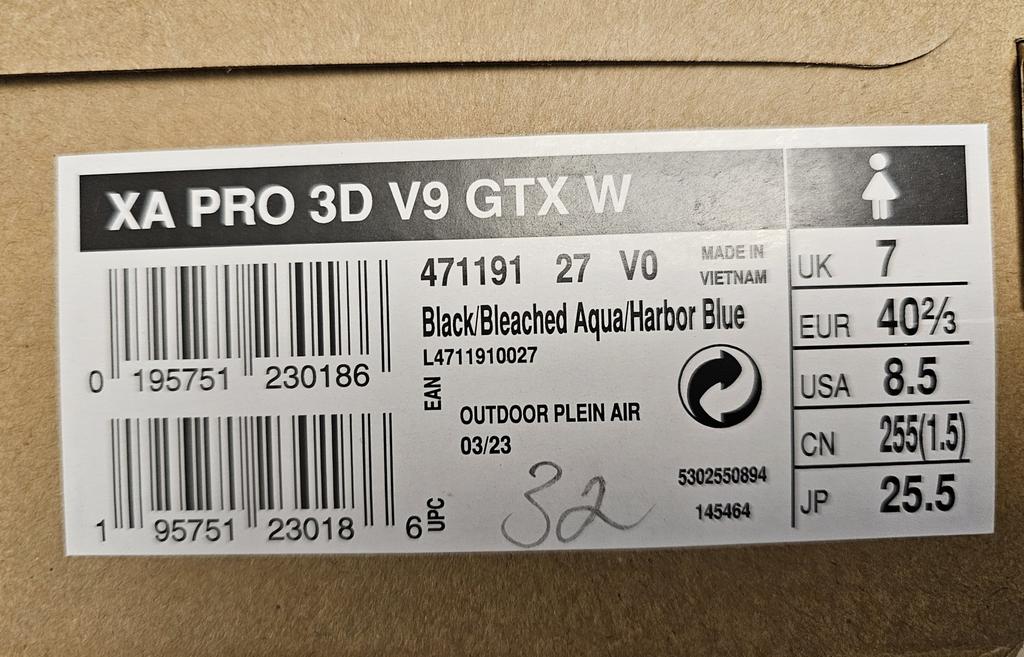 XA PRO 3D V9 GTX W
471191 27 V0
MADE IN
VIETNAM
Black/Bleached Aqua/Harbor Blue
L4711910027
0 195751 230186
EAN
OUTDOOR PLEIN AIR
03/23
1 95751 23018 6
UPC
32
5302550894
145464
UK 7
EUR 40⅔
USA 8.5
CN 255(1.5)
JP 25.5